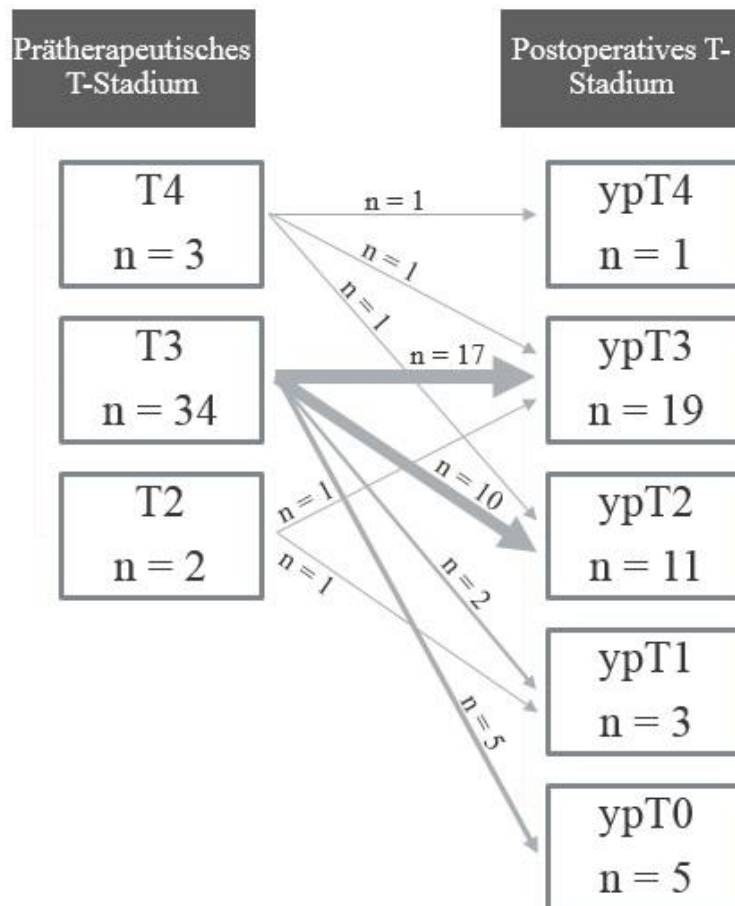 Prätherapeutisches
T-Stadium
Postoperatives T-
Stadium
T4
n = 3
T3
n = 34
T2
n = 2
n = 1
n = 1
n = 1
n = 17
n = 10
n = 1
n = 1
n = 2
n = 5
ypT4
n = 1
ypT3
n = 19
ypT2
n = 11
ypT1
n = 3
ypT0
n = 5